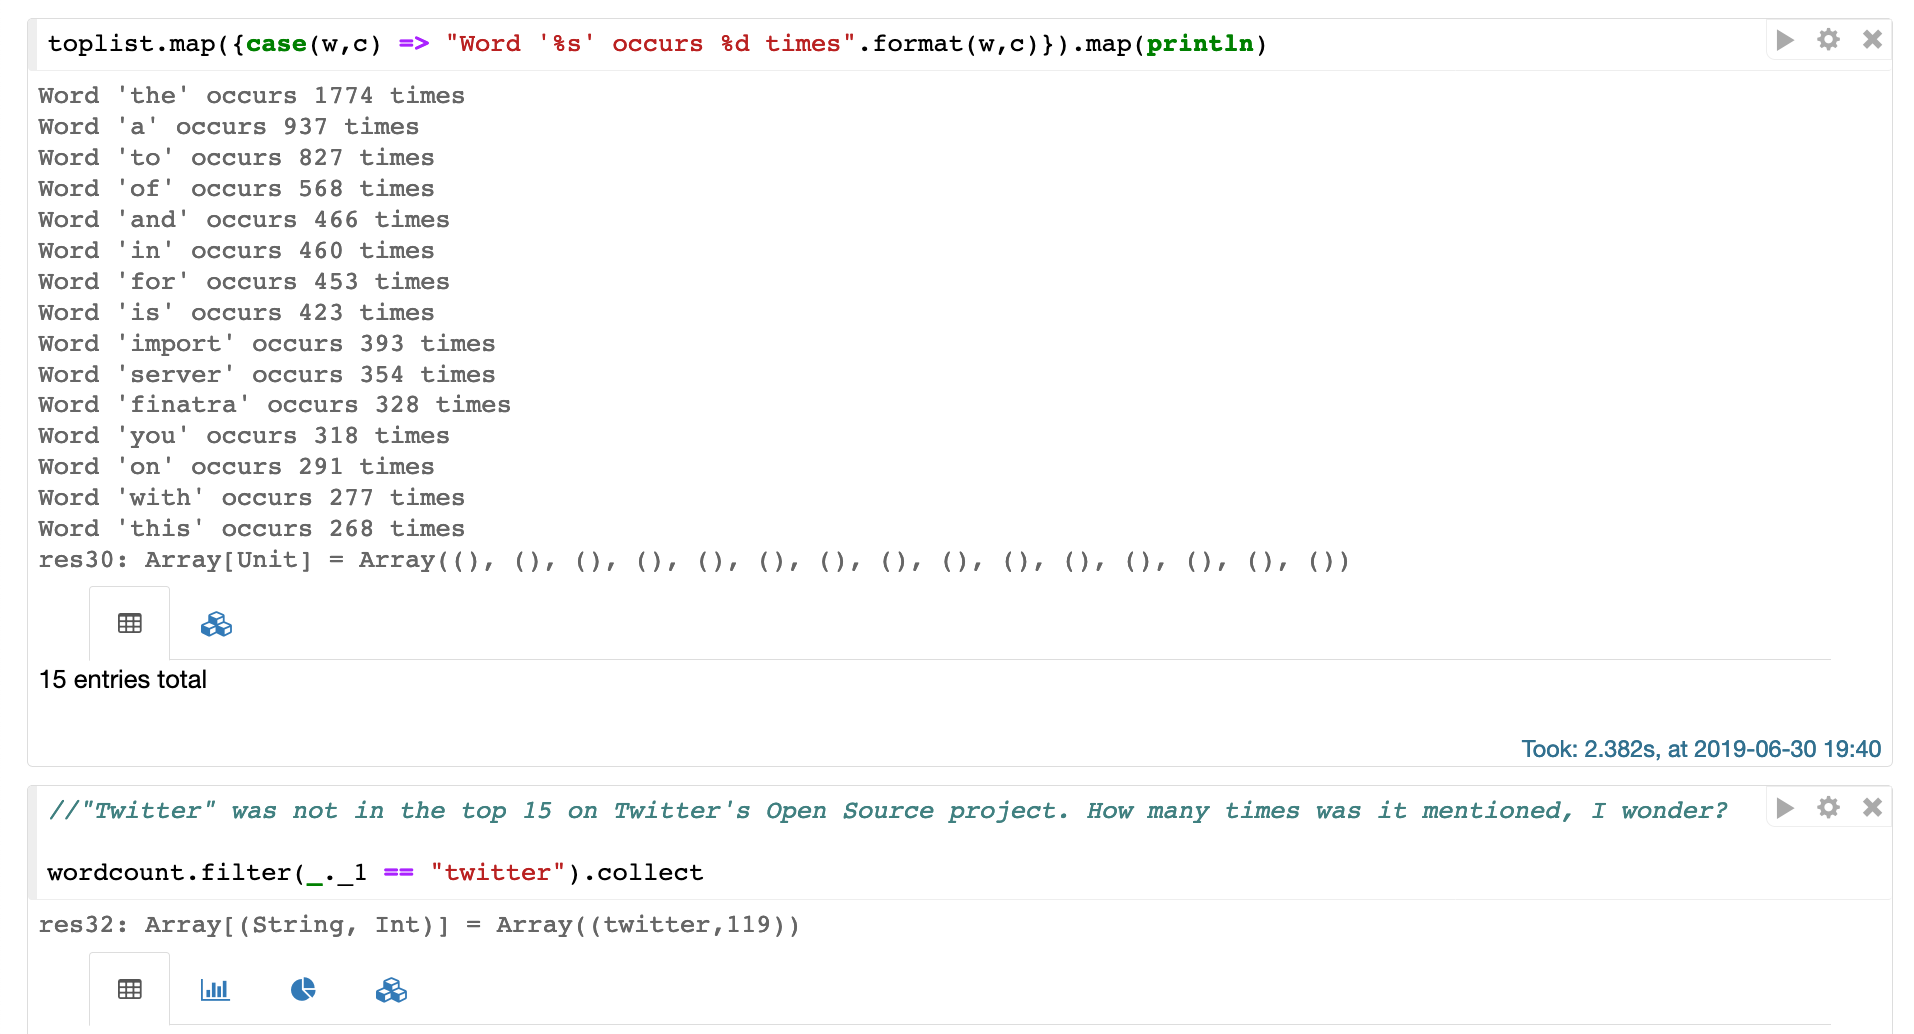 toplist.map({case(w,c) => "Word '%s' occurs %d times".format(w,c)}).map(println)
Word 'the' occurs 1774 times
Word 'a' occurs 937 times
Word 'to' occurs 827 times
Word 'of' occurs 568 times
Word 'and' occurs 466 times
Word 'in' occurs 460 times
Word 'for' occurs 453 times
Word 'is' occurs 423 times
Word 'import' occurs 393 times
Word 'server' occurs 354 times
Word 'finatra' occurs 328 times
Word 'you' occurs 318 times
Word 'on' occurs 291 times
Word 'with' occurs 277 times
Word 'this' occurs 268 times
res30: Array[Unit] = Array((), (), (), (), (), (), (), (), (), (), (), (), (), (), ())
15 entries total
Took: 2.382s, at 2019-06-30 19:40
//"Twitter" was not in the top 15 on Twitter's Open Source project. How many times was it mentioned, I wonder?
wordcount.filter(_._1 == "twitter").collect
res32: Array[(String, Int)] = Array((twitter,119))